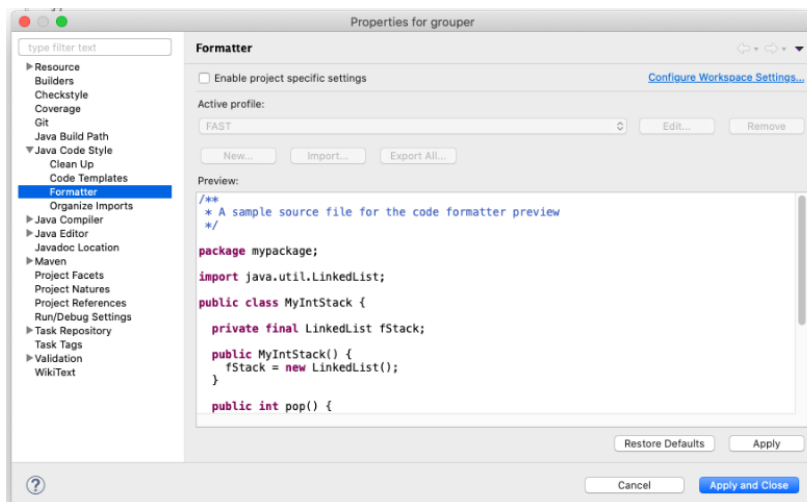 Properties for grouper
type filter text
Resource
Builders
Checkstyle
Coverage
Git
Java Build Path
Java Code Style
Clean Up
Code Templates
Formatter
Organize Imports
Java Compiler
Java Editor
Javadoc Location
Maven
Project Facets
Project Natures
Project References
Run/Debug Settings
Task Repository
Task Tags
Validation
WikiText
Formatter
Enable project specific settings
Configure Workspace Settings...
Active profile:
FAST
Edit...
Remove
New...
Import...
Export All...
Preview:
/**
 * A sample source file for the code formatter preview
 */
package mypackage;
import java.util.LinkedList;
public class MyIntStack {
  private final LinkedList fStack;
  public MyIntStack() {
    fStack = new LinkedList();
  }
  public int pop() {
Restore Defaults
Apply
?
Cancel
Apply and Close